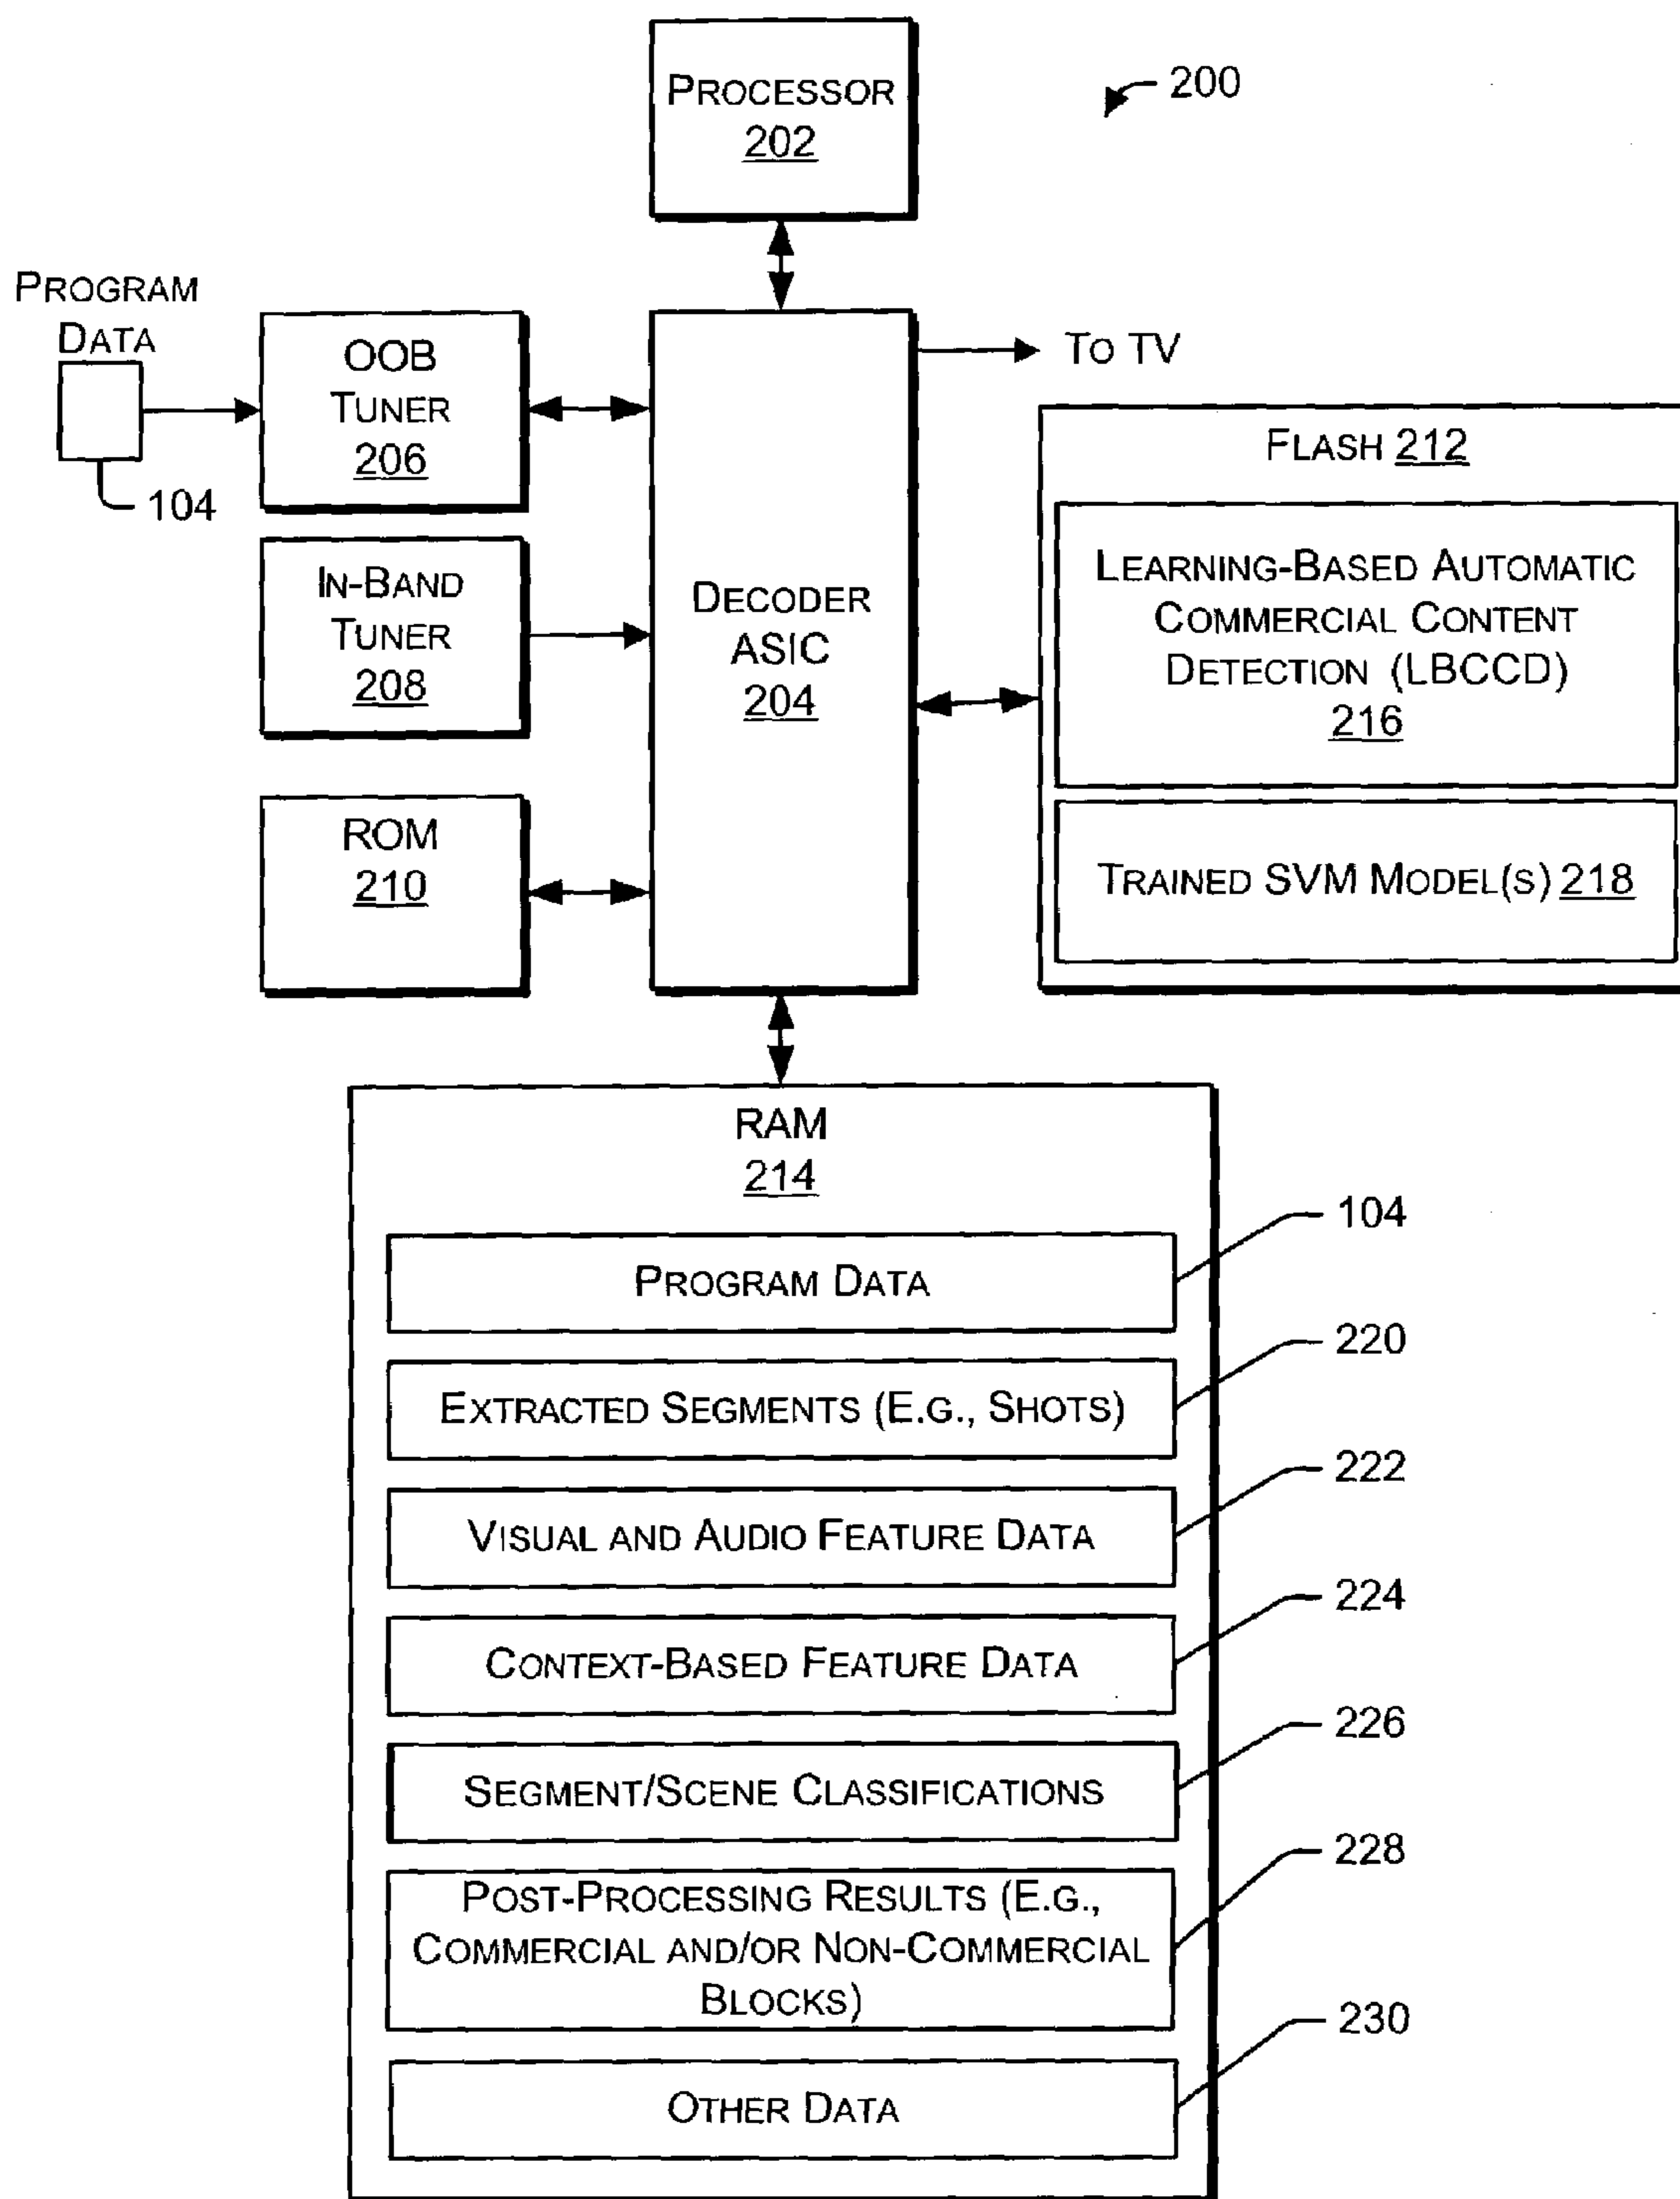 PROCESSOR
202
200
PROGRAM
DATA
104
OOB
TUNER
206
TO TV
IN-BAND
TUNER
208
DECODER
ASIC
204
ROM
210
FLASH 212
LEARNING-BASED AUTOMATIC
COMMERCIAL CONTENT
DETECTION (LBCCD)
216
TRAINED SVM MODEL(S) 218
RAM
214
PROGRAM DATA
104
EXTRACTED SEGMENTS (E.G., SHOTS)
220
VISUAL AND AUDIO FEATURE DATA
222
CONTEXT-BASED FEATURE DATA
224
SEGMENT/SCENE CLASSIFICATIONS
226
POST-PROCESSING RESULTS (E.G.,
COMMERCIAL AND/OR NON-COMMERCIAL
BLOCKS)
228
OTHER DATA
230